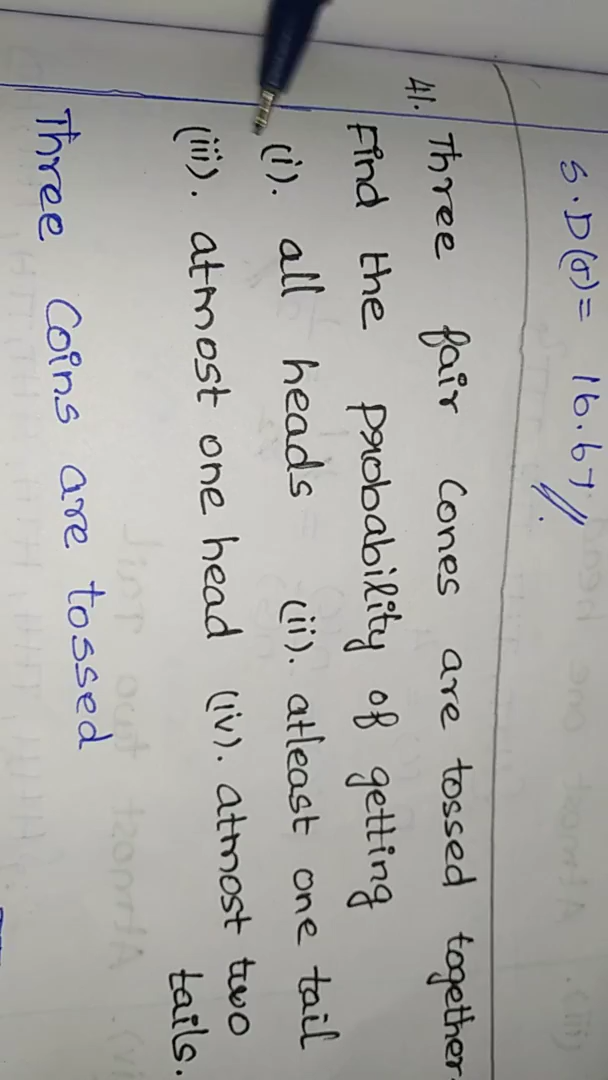 S.D(σ) = 16.67//.
41. Three fair cones are tossed together.
Find the probability of getting
(i). all heads (ii). atleast one tail
(iii). atmost one head (iv). atmost two
tails.
Three Coins are tossed